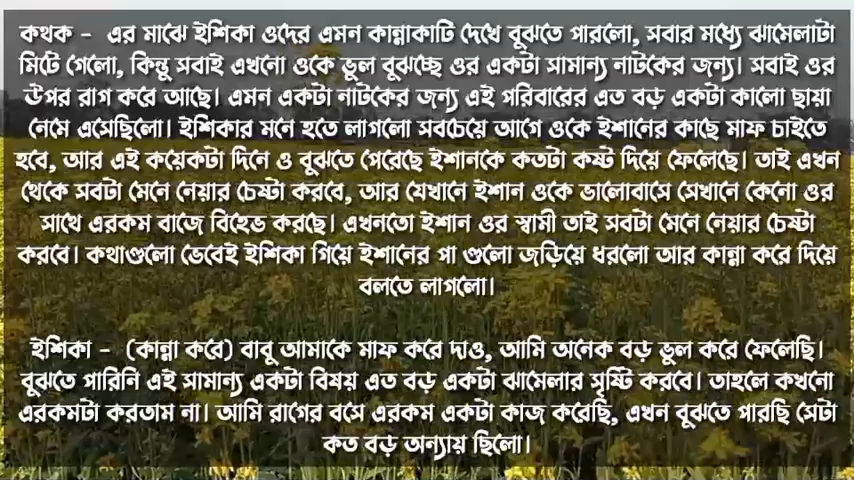 কথক - এর মাঝে ইশিকা ওদের এমন কান্নাকাটি দেখে বুঝতে পারলো, সবার মধ্যে ঝামেলাটা
মিটে গেলো, কিন্তু সবাই এখনো ওকে ভুল বুঝচ্ছে ওর একটা সামান্য নাটকের জন্য। সবাই ওর
উপর রাগ করে আছে। এমন একটা নাটকের জন্য এই পরিবারের এত বড় একটা কালো ছায়া
নেমে এসেছিলো। ইশিকার মনে হতে লাগলো সবচেয়ে আগে ওকে ইশানের কাছে মাফ চাইতে
হবে, আর এই কয়েকটা দিনে ও বুঝতে পেরেছে ইশানকে কতটা কষ্ট দিয়ে ফেলেছে। তাই এখন
থেকে সবটা মেনে নেয়ার চেষ্টা করবে, আর যেখানে ইশান ওকে ভালোবাসে সেখানে কেনো ওর
সাথে এরকম বাজে বিহেভ করছে। এখনতো ইশান ওর স্বামী তাই সবটা মেনে নেয়ার চেষ্টা
করবে। কথাগুলো ভেবেই ইশিকা গিয়ে ইশানের পা গুলো জড়িয়ে ধরলো আর কান্না করে দিয়ে
বলতে লাগলো।
ইশিকা - (কান্না করে) বাবু আমাকে মাফ করে দাও, আমি অনেক বড় ভুল করে ফেলেছি।
বুঝতে পারিনি এই সামান্য একটা বিষয় এত বড় একটা ঝামেলার সৃষ্টি করবে। তাহলে কখনো
এরকমটা করতাম না। আমি রাগের বসে এরকম একটা কাজ করেছি, এখন বুঝতে পারছি সেটা
কত বড় অন্যায় ছিলো।